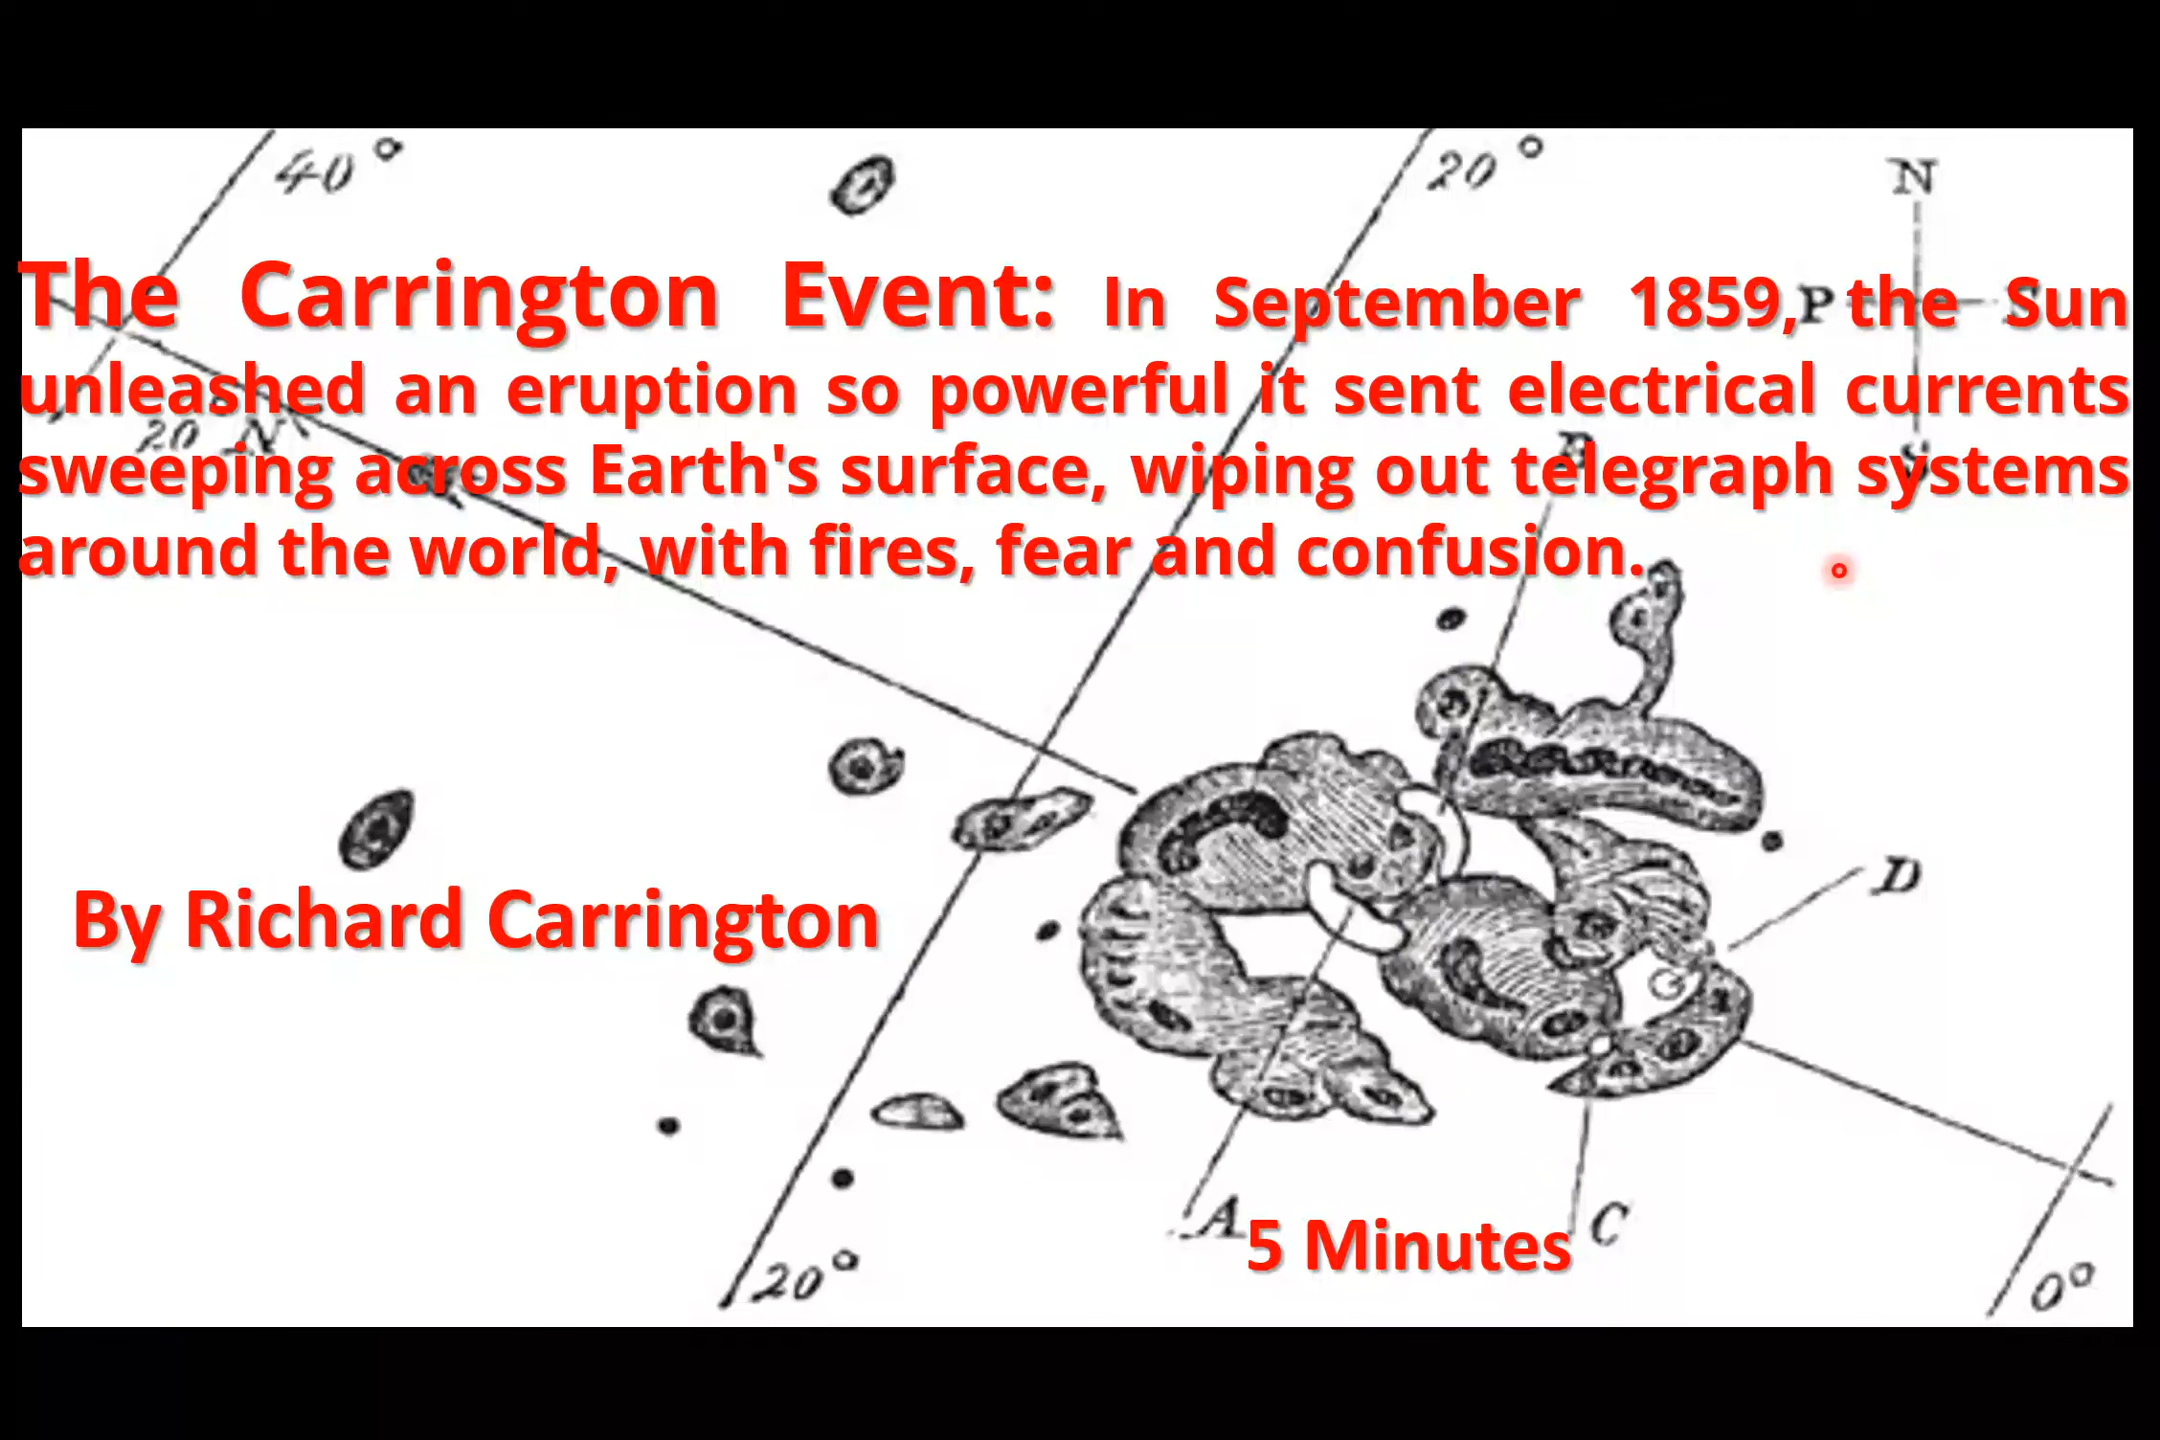 40°
20°
N
The Carrington Event: In September 1859, the Sun
P
unleashed an eruption so powerful it sent electrical currents
20 N
B
sweeping across Earth's surface, wiping out telegraph systems
S
around the world, with fires, fear and confusion.
D
By Richard Carrington
A
5 Minutes
C
20°
0°